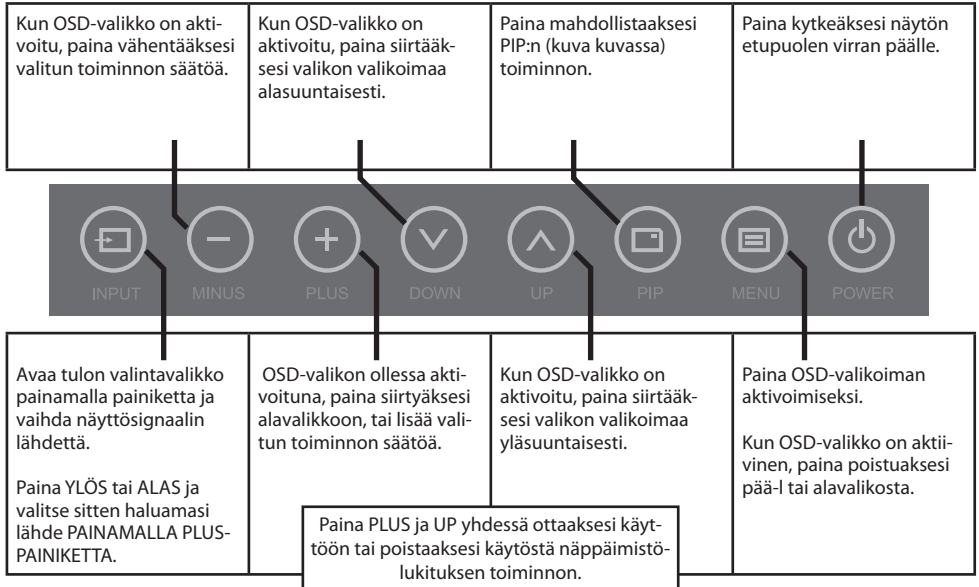 Kun OSD-valikko on akti-
voitu, paina vähentääksesi
valitun toiminnon säätöä.
Kun OSD-valikko on
aktivoitu, paina siirtääk-
sesi valikon valikoimaa
alasuuntaisesti.
Paina mahdollistaaksesi
PIP:n (kuva kuvassa)
toiminnon.
Paina kytkeäksesi näytön
etupuolen virran päälle.
INPUT
MINUS
PLUS
DOWN
UP
PIP
MENU
POWER
Avaa tulon valintavalikko
painamalla painiketta ja
vaihda näyttösignaalin
lähdettä.
Paina YLÖS tai ALAS ja
valitse sitten haluamasi
lähde PAINAMALLA PLUS-
PAINIKETTA.
OSD-valikon ollessa akti-
voituna, paina siirtyäksesi
alavalikkoon, tai lisää vali-
tun toiminnon säätöä.
Kun OSD-valikko on
aktivoitu, paina siirtääk-
sesi valikon valikoimaa
yläsuuntaisesti.
Paina OSD-valikoiman
aktivoimiseksi.
Kun OSD-valikko on aktii-
vinen, paina poistuaksesi
pää-l tai alavalikosta.
Paina PLUS ja UP yhdessä ottaaksesi käyt-
töön tai poistaaksesi käytöstä näppäimistö-
lukituksen toiminnon.